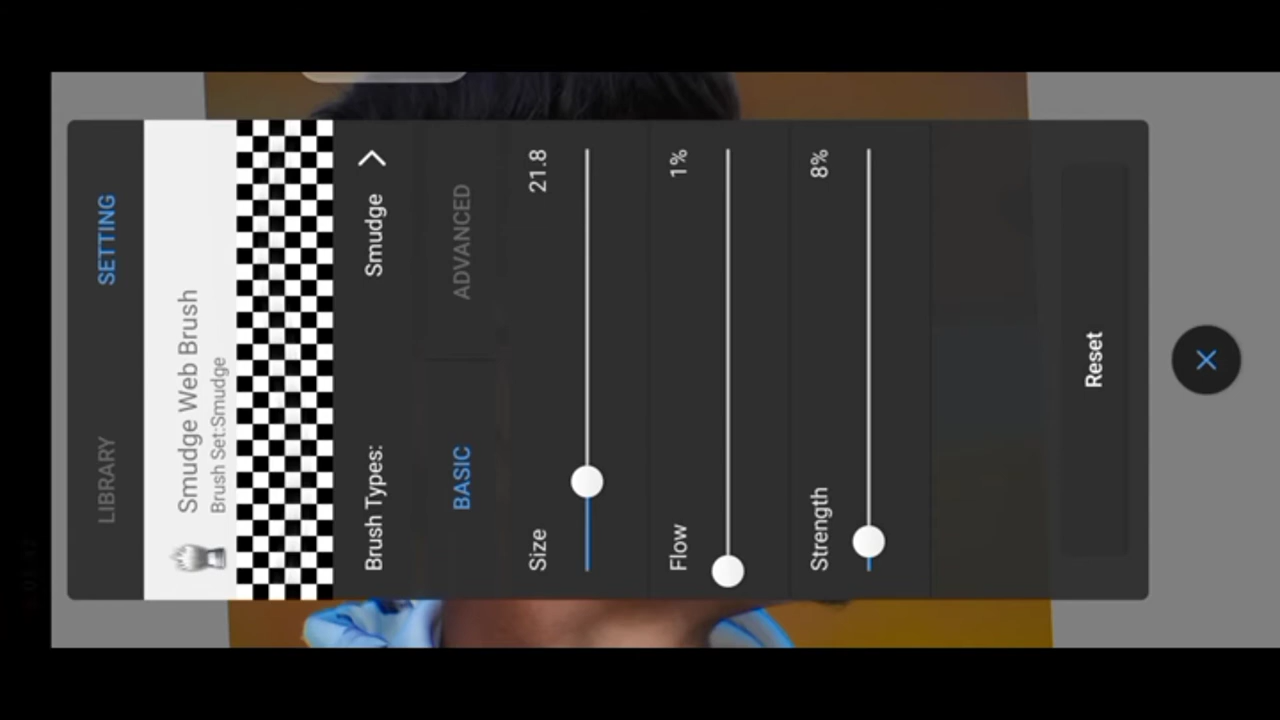 LIBRARY SETTING
Smudge Web Brush
Brush Set:Smudge
Brush Types: Smudge
BASIC ADVANCED
Size 21.8
Flow 1%
Strength 8%
Reset